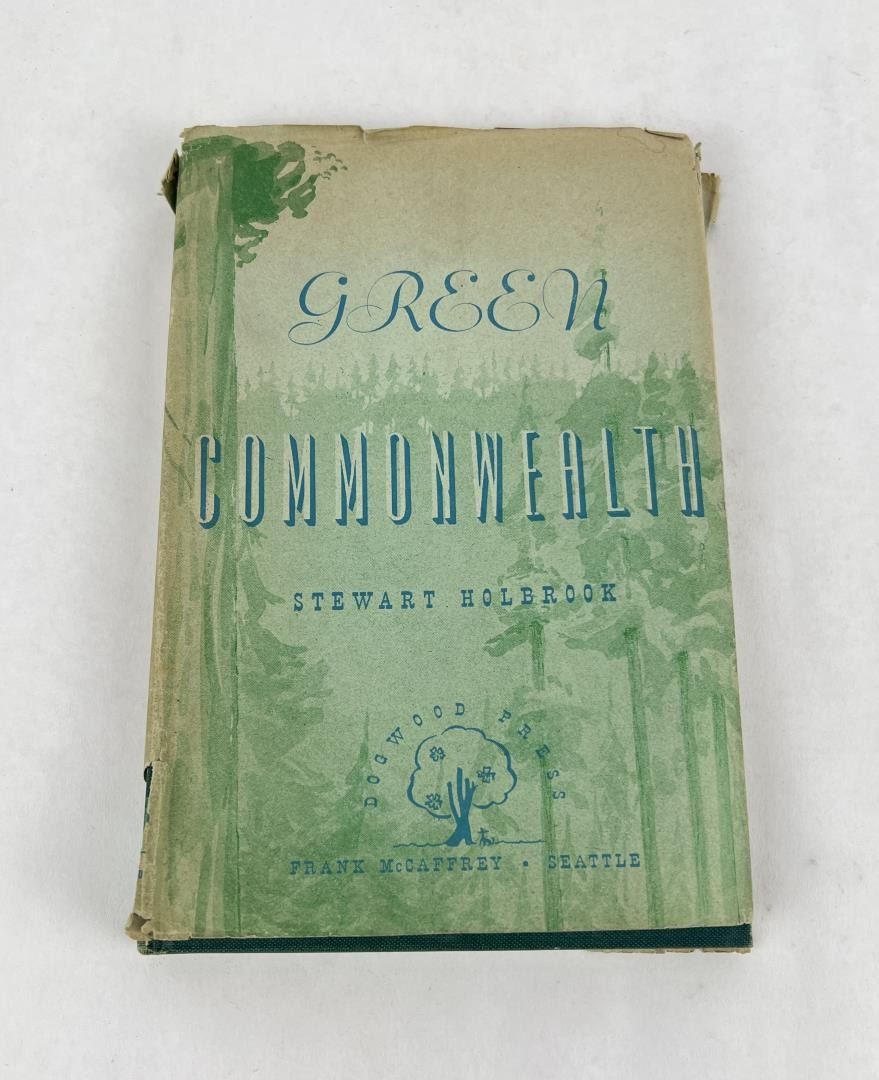 GREEN
COMMONWEALTH
STEWART HOLBROOK
DOGWOOD PRESS
FRANK McCAFFREY • SEATTLE